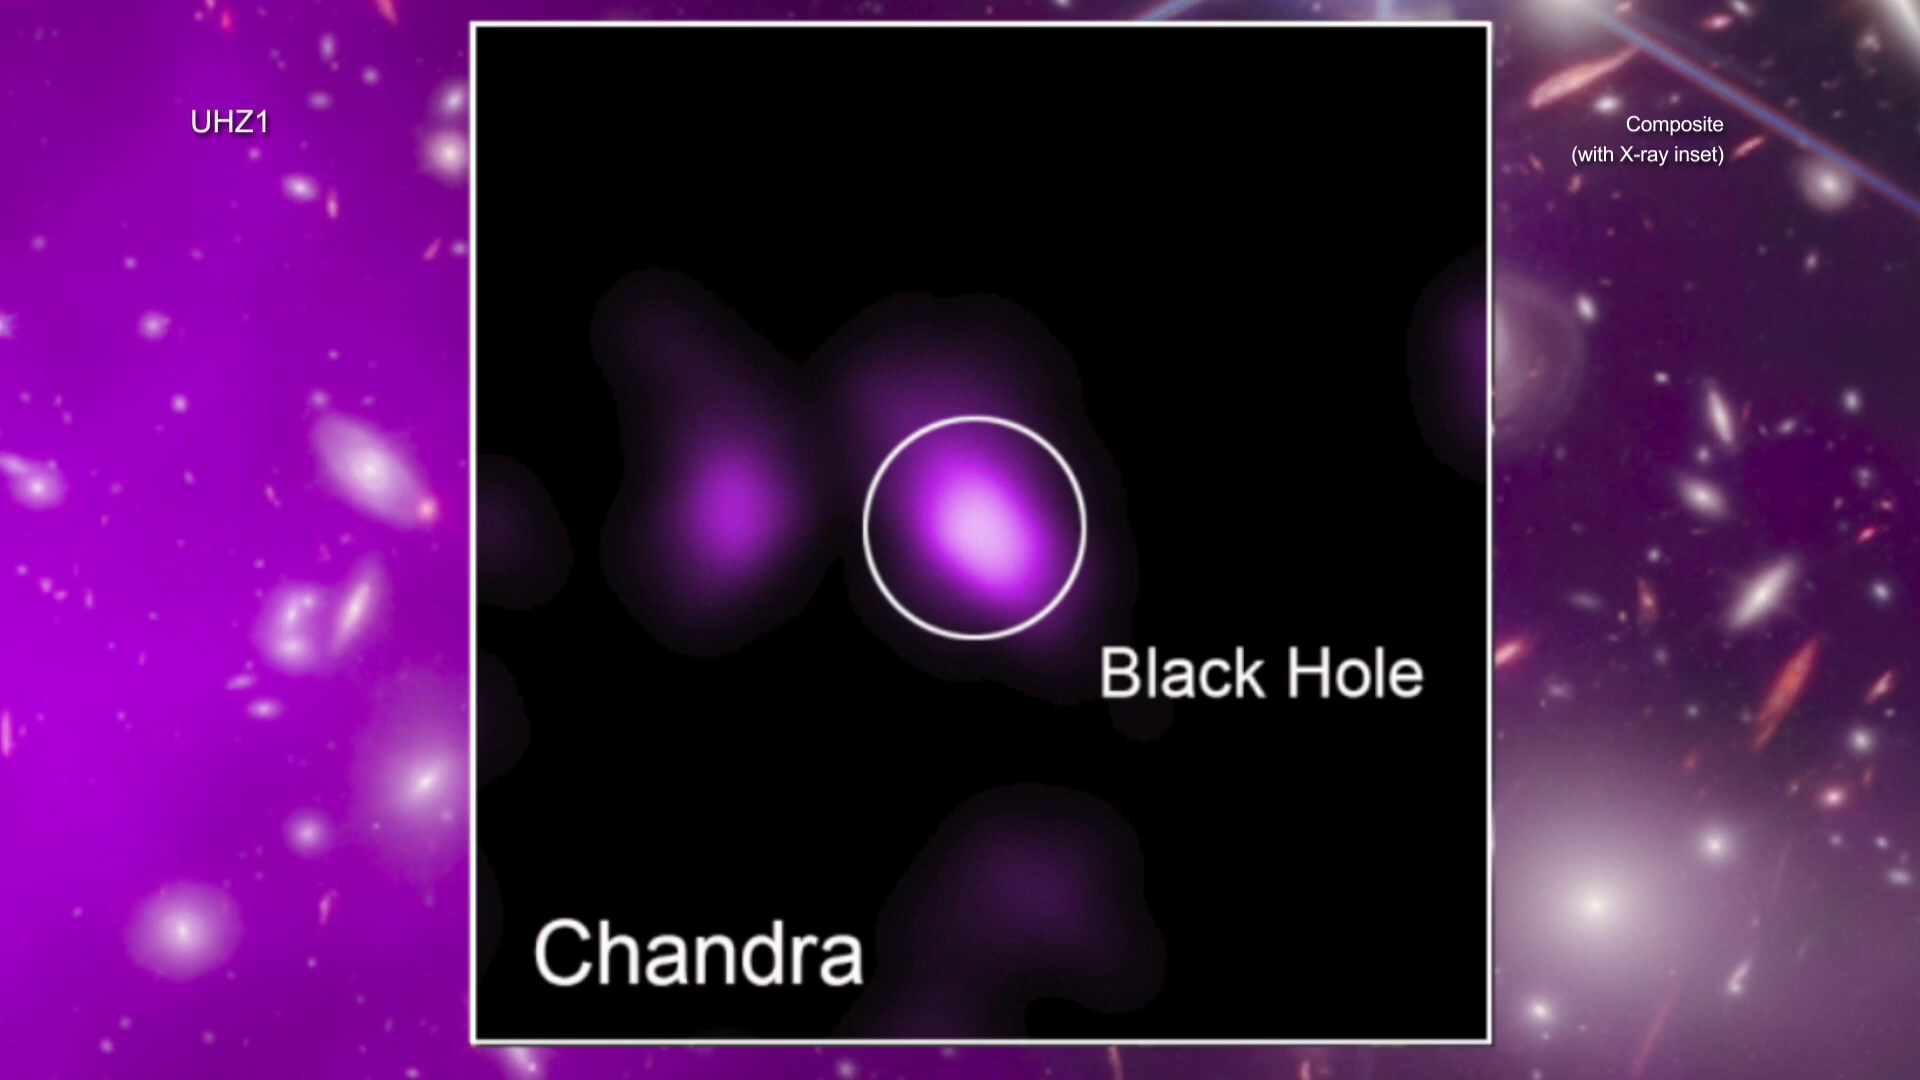 UHZ1
Composite
(with X-ray inset)
Black Hole
Chandra